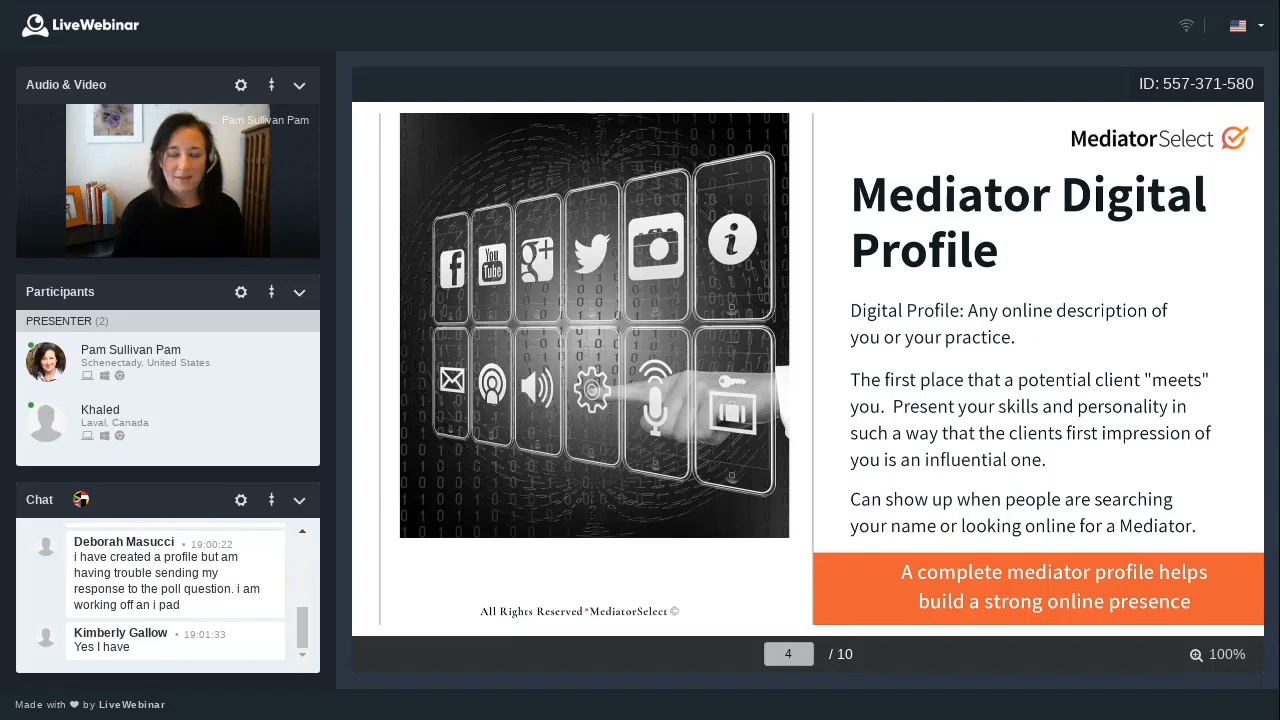 LiveWebinar
Audio & Video
Pam Sullivan Pam
Participants
PRESENTER (2)
Pam Sullivan Pam
Schenectady, United States
Khaled
Laval, Canada
Chat
Deborah Masucci • 19:00:22
i have created a profile but am
having trouble sending my
response to the poll question. i am
working off an i pad
Kimberly Gallow • 19:01:33
Yes I have
Made with ❤ by LiveWebinar
ID: 557-371-580
f
You
Tube
g+
i
All Rights Reserved*MediatorSelect ©
MediatorSelect
Mediator Digital
Profile
Digital Profile: Any online description of
you or your practice.
The first place that a potential client "meets"
you.  Present your skills and personality in
such a way that the clients first impression of
you is an influential one.
Can show up when people are searching
your name or looking online for a Mediator.
A complete mediator profile helps
build a strong online presence
4 / 10
100%